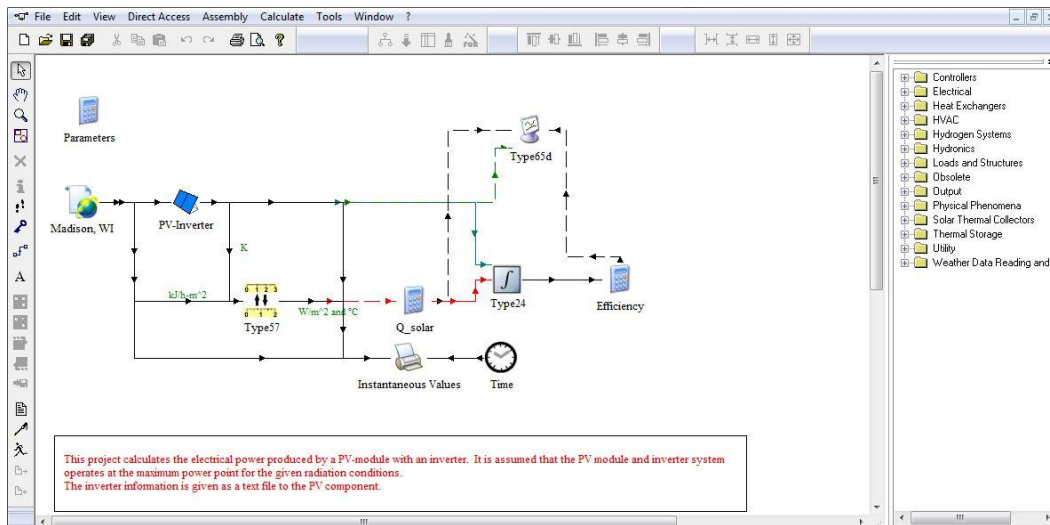 File Edit View Direct Access Assembly Calculate Tools Window ?
Parameters
Type65d
Madison, WI
PV-Inverter
K
kJ/h-m^2
Type57
W/m^2 and °C
Q_solar
Type24
Efficiency
Instantaneous Values
Time
This project calculates the electrical power produced by a PV-module with an inverter. It is assumed that the PV module and inverter system
operates at the maximum power point for the given radiation conditions.
The inverter information is given as a text file to the PV component.
Controllers
Electrical
Heat Exchangers
HVAC
Hydrogen Systems
Hydronics
Loads and Structures
Obsolete
Output
Physical Phenomena
Solar Thermal Collectors
Thermal Storage
Utility
Weather Data Reading and